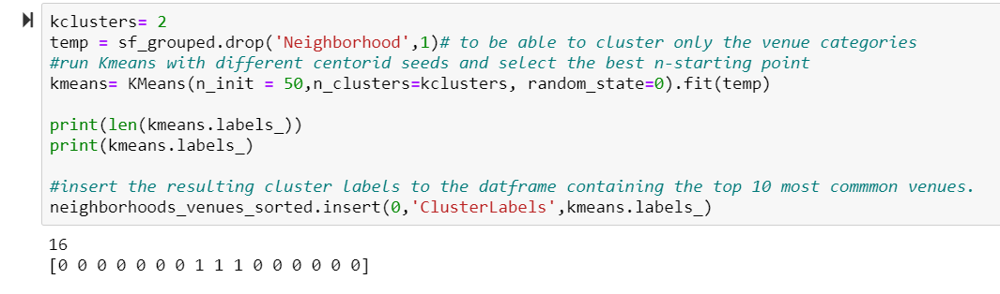 kclusters= 2
temp = sf_grouped.drop('Neighborhood',1)# to be able to cluster only the venue categories
#run Kmeans with different centorid seeds and select the best n-starting point
kmeans= KMeans(n_init = 50,n_clusters=kclusters, random_state=0).fit(temp)
print(len(kmeans.labels_))
print(kmeans.labels_)
#insert the resulting cluster labels to the datframe containing the top 10 most commmon venues.
neighborhoods_venues_sorted.insert(0,'ClusterLabels',kmeans.labels_)
16
[0 0 0 0 0 0 0 1 1 1 0 0 0 0 0 0]